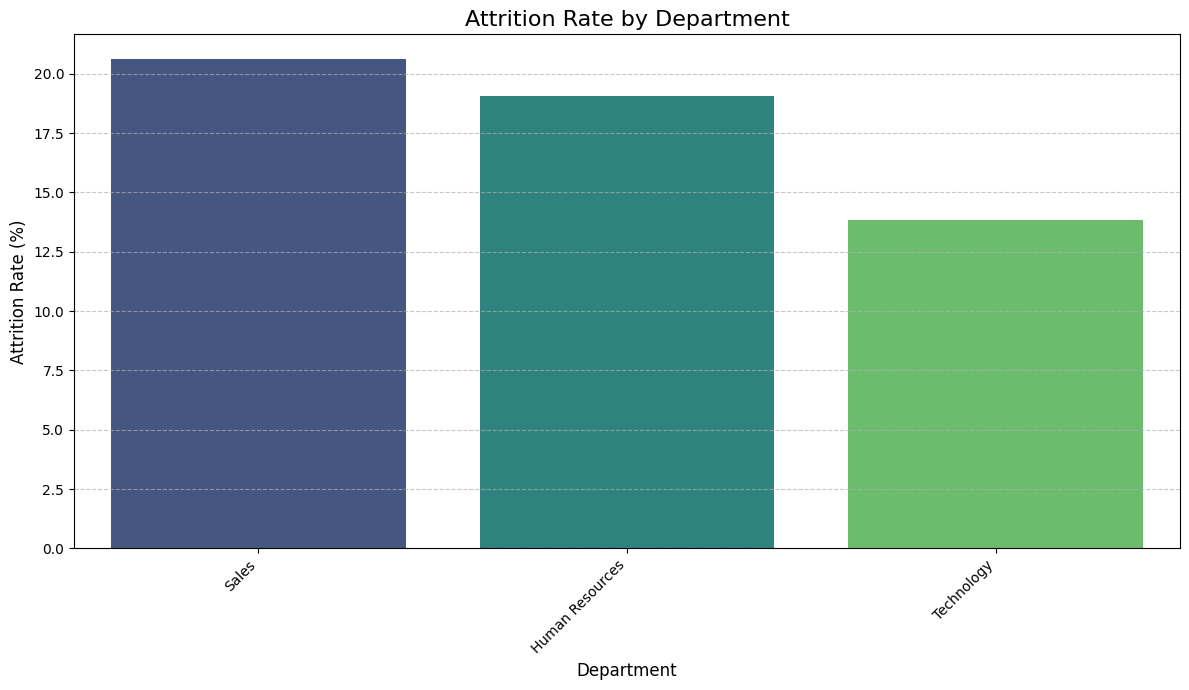 Attrition Rate by Department
Attrition Rate (%)
20.0
17.5
15.0
12.5
10.0
7.5
5.0
2.5
0.0
Sales
Human Resources
Technology
Department